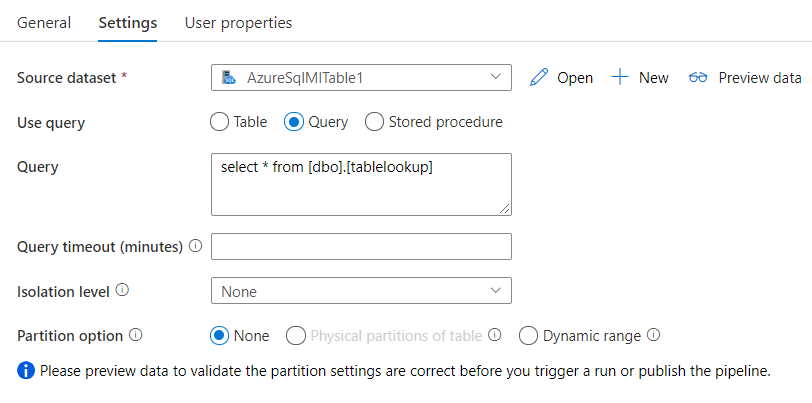 General Settings User properties
Source dataset * AzureSqlMITable1 Open New Preview data
Use query Table Query Stored procedure
Query select * from [dbo].[tablelookup]
Query timeout (minutes)
Isolation level None
Partition option None Physical partitions of table Dynamic range
Please preview data to validate the partition settings are correct before you trigger a run or publish the pipeline.